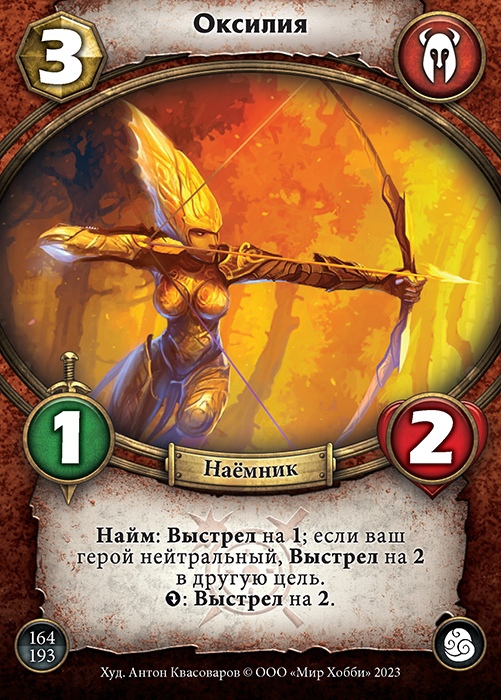 3
Оксилия
1
2
Наёмник
Найм: Выстрел на 1; если ваш
герой нейтральный, Выстрел на 2
в другую цель.
3: Выстрел на 2.
164
193
Худ. Антон Квасоваров © ООО «Мир Хобби» 2023